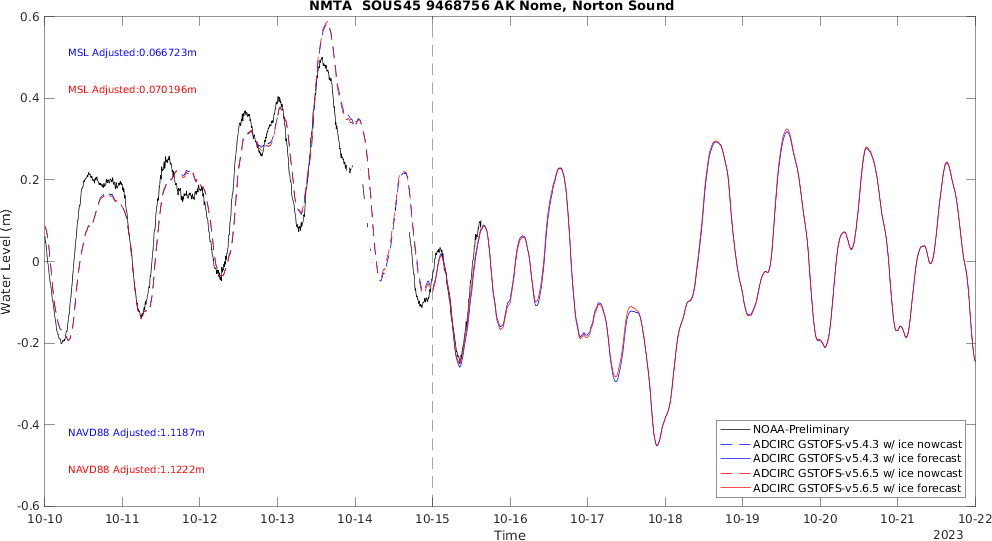 NMTA SOUS45 9468756 AK Nome, Norton Sound
0.6
MSL Adjusted:0.066723m
MSL Adjusted:0.070196m
0.4
0.2
Water Level (m)
0
-0.2
-0.4
NAVD88 Adjusted:1.1187m
NAVD88 Adjusted:1.1222m
NOAA-Preliminary
ADCIRC GSTOFS-v5.4.3 w/ ice nowcast
ADCIRC GSTOFS-v5.4.3 w/ ice forecast
ADCIRC GSTOFS-v5.6.5 w/ ice nowcast
ADCIRC GSTOFS-v5.6.5 w/ ice forecast
-0.6
10-10 10-11 10-12 10-13 10-14 10-15 10-16 10-17 10-18 10-19 10-20 10-21 10-22
Time
2023